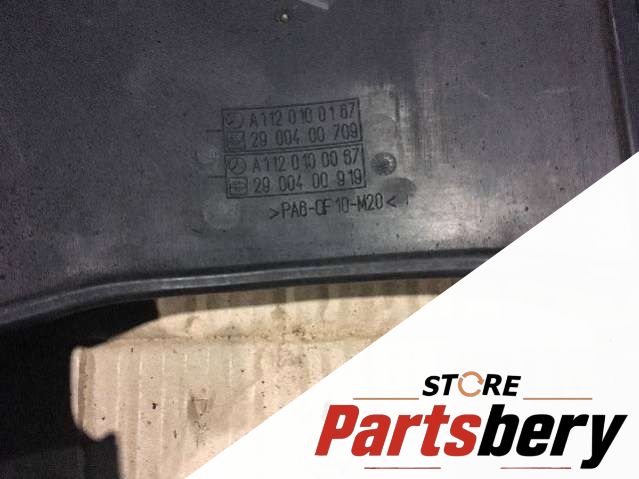 A 112 010 01 67
29 004 00 709
A 112 010 00 67
29 004 00 919
>PA6-GF10-M20<
STORE
Partsbery